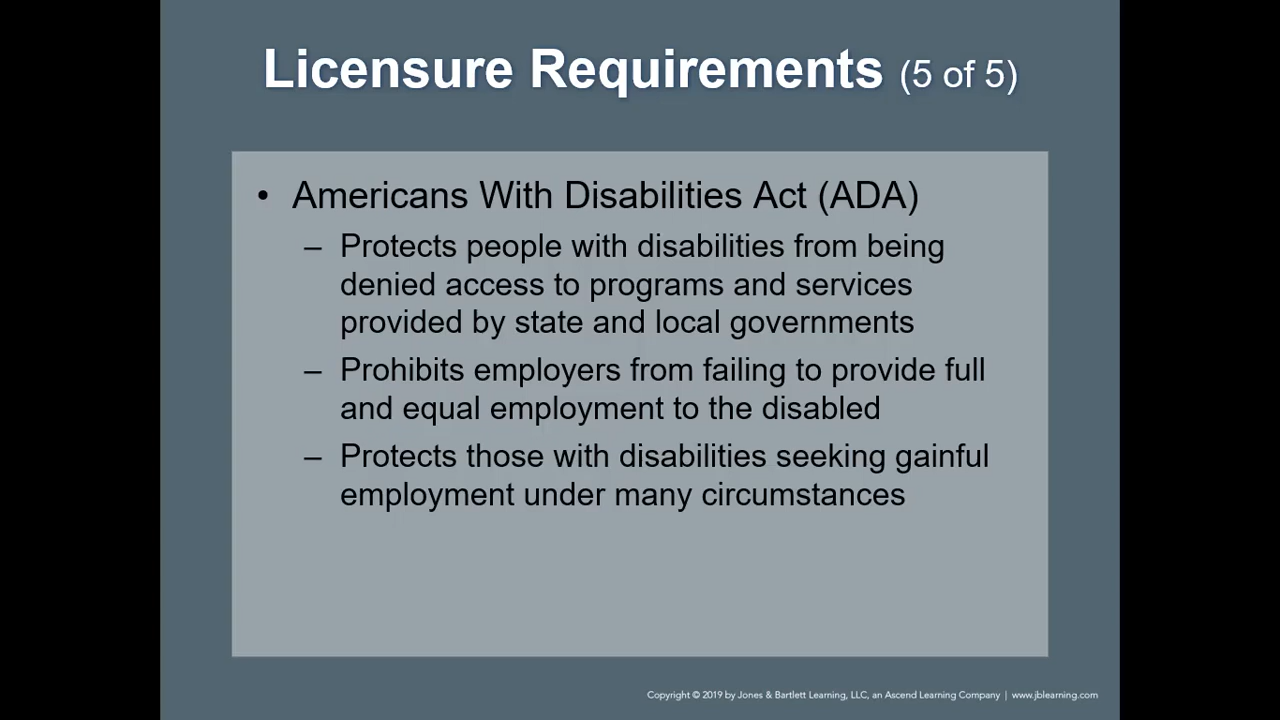 Licensure Requirements (5 of 5)
• Americans With Disabilities Act (ADA)
– Protects people with disabilities from being
denied access to programs and services
provided by state and local governments
– Prohibits employers from failing to provide full
and equal employment to the disabled
– Protects those with disabilities seeking gainful
employment under many circumstances
Copyright © 2019 by Jones & Bartlett Learning, LLC, an Ascend Learning Company | www.jblearning.com